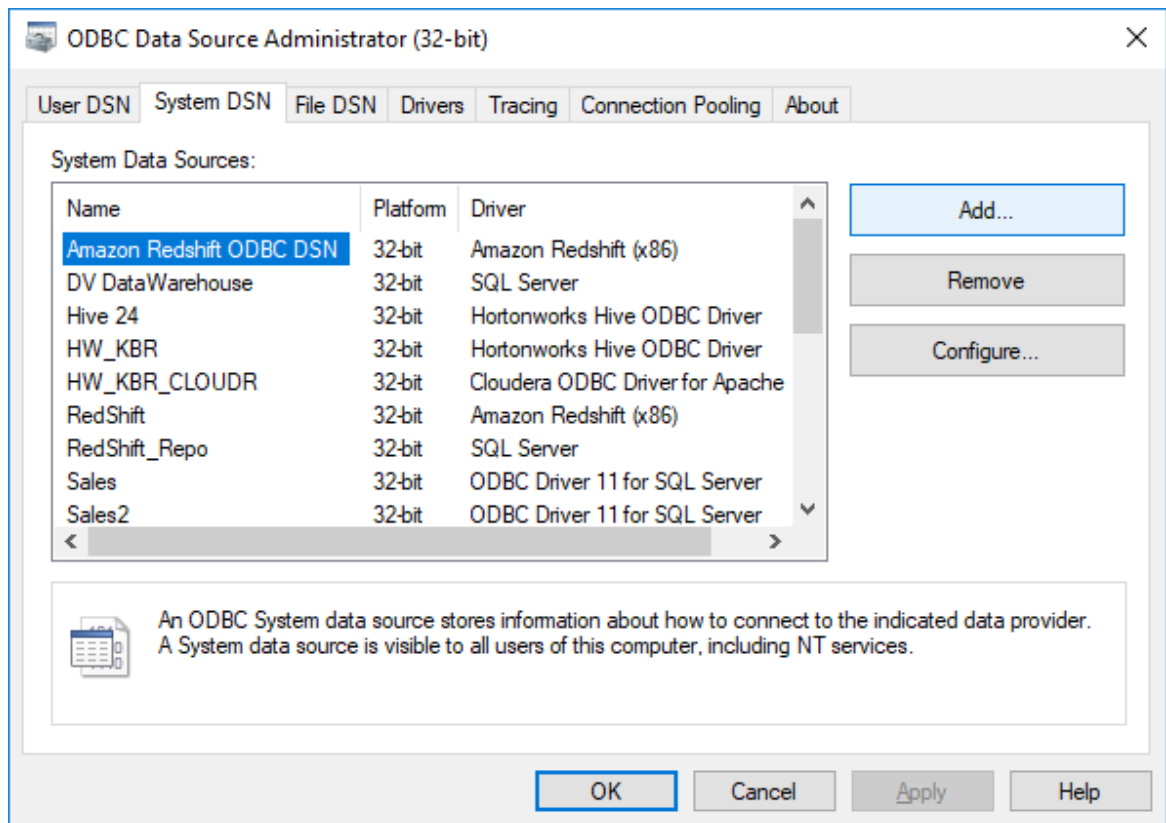 ODBC Data Source Administrator (32-bit)
User DSN System DSN File DSN Drivers Tracing Connection Pooling About
System Data Sources:
Name Platform Driver
Amazon Redshift ODBC DSN 32-bit Amazon Redshift (x86)
DV DataWarehouse 32-bit SQL Server
Hive 24 32-bit Hortonworks Hive ODBC Driver
HW_KBR 32-bit Hortonworks Hive ODBC Driver
HW_KBR_CLOUDR 32-bit Cloudera ODBC Driver for Apache
RedShift 32-bit Amazon Redshift (x86)
RedShift_Repo 32-bit SQL Server
Sales 32-bit ODBC Driver 11 for SQL Server
Sales2 32-bit ODBC Driver 11 for SQL Server
Add...
Remove
Configure...
An ODBC System data source stores information about how to connect to the indicated data provider.
A System data source is visible to all users of this computer, including NT services.
OK Cancel Apply Help